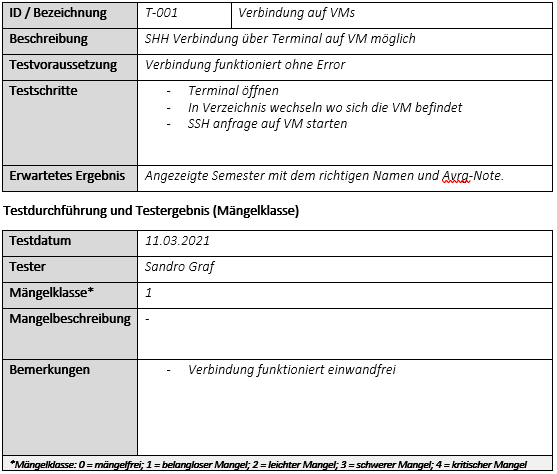 ID / Bezeichnung T-001 Verbindung auf VMs
Beschreibung SHH Verbindung über Terminal auf VM möglich
Testvoraussetzung Verbindung funktioniert ohne Error
Testschritte - Terminal öffnen
- In Verzeichnis wechseln wo sich die VM befindet
- SSH anfrage auf VM starten
Erwartetes Ergebnis Angezeigte Semester mit dem richtigen Namen und Avrg-Note.
Testdurchführung und Testergebnis (Mängelklasse)
Testdatum 11.03.2021
Tester Sandro Graf
Mängelklasse* 1
Mangelbeschreibung -
Bemerkungen - Verbindung funktioniert einwandfrei
*Mängelklasse: 0 = mängelfrei; 1 = belangloser Mangel; 2 = leichter Mangel; 3 = schwerer Mangel; 4 = kritischer Mangel